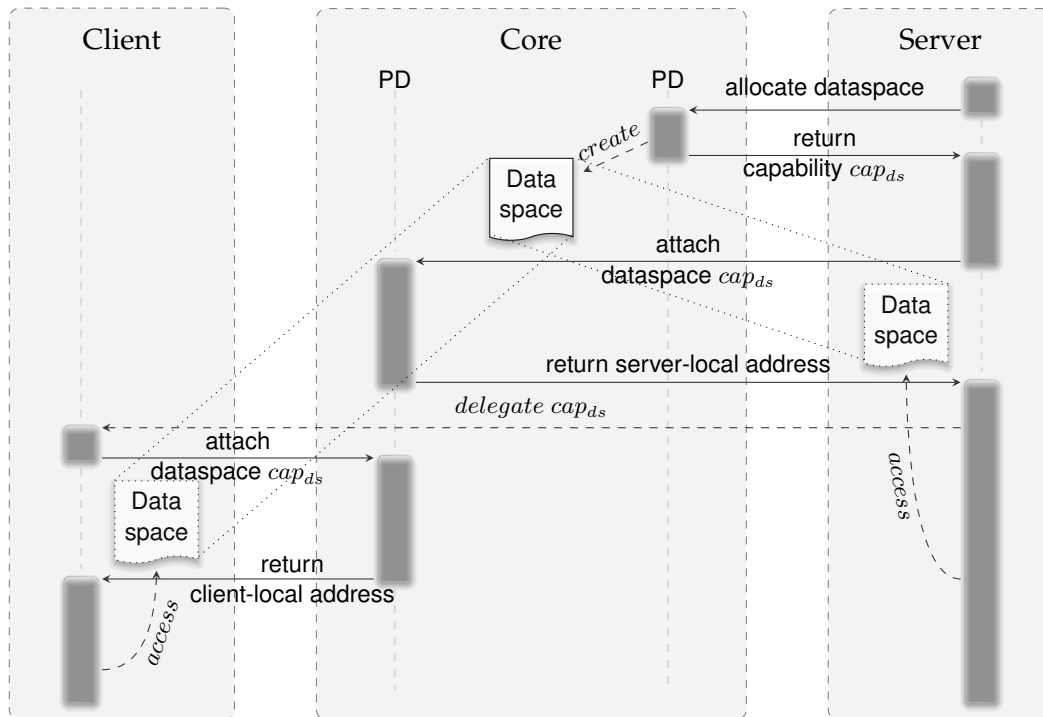 Client
Core
Server
PD
PD
allocate dataspace
create
return
capability cap_ds
Data
space
attach
dataspace cap_ds
Data
space
return server-local address
delegate cap_ds
attach
dataspace cap_ds
access
Data
space
return
client-local address
access